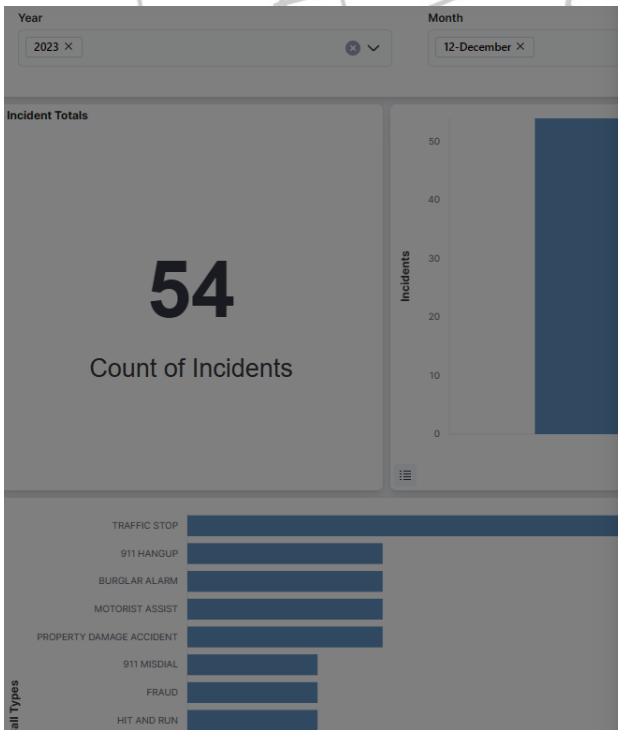 Year
Month
2023 ×
12-December ×
Incident Totals
54
Count of Incidents
50
40
30
20
10
0
Incidents
TRAFFIC STOP
911 HANGUP
BURGLAR ALARM
MOTORIST ASSIST
PROPERTY DAMAGE ACCIDENT
911 MISDIAL
FRAUD
HIT AND RUN
all Types